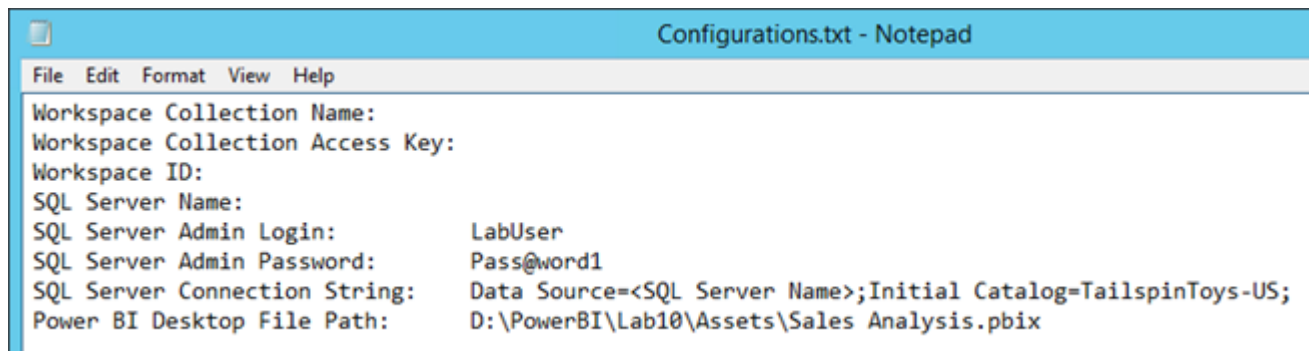 Configurations.txt - Notepad
File Edit Format View Help
Workspace Collection Name:
Workspace Collection Access Key:
Workspace ID:
SQL Server Name:
SQL Server Admin Login: LabUser
SQL Server Admin Password: Pass@word1
SQL Server Connection String: Data Source=<SQL Server Name>;Initial Catalog=TailspinToys-US;
Power BI Desktop File Path: D:\PowerBI\Lab10\Assets\Sales Analysis.pbix